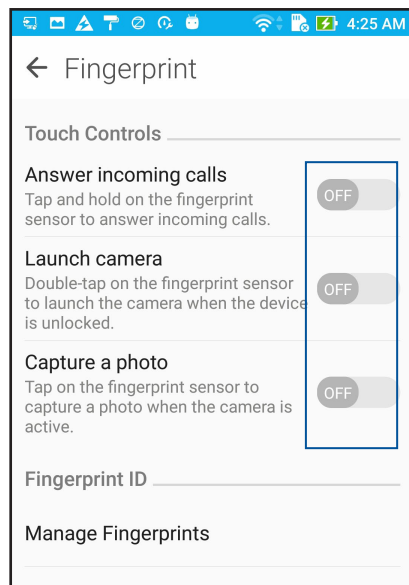 4:25 AM
Fingerprint
Touch Controls
Answer incoming calls
Tap and hold on the fingerprint
sensor to answer incoming calls.
OFF
Launch camera
Double-tap on the fingerprint sensor
to launch the camera when the device
is unlocked.
OFF
Capture a photo
Tap on the fingerprint sensor to
capture a photo when the camera is
active.
OFF
Fingerprint ID
Manage Fingerprints